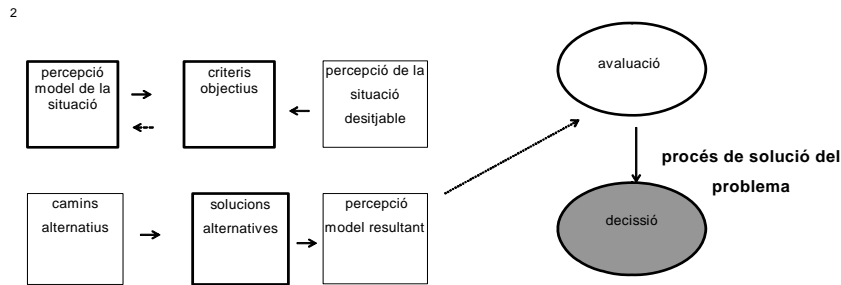 2
percepció
model de la
situació
criteris
objectius
percepció de la
situació
desitjable
avaluació
procés de solució del
problema
camins
alternatius
solucions
alternatives
percepció
model resultant
decissió